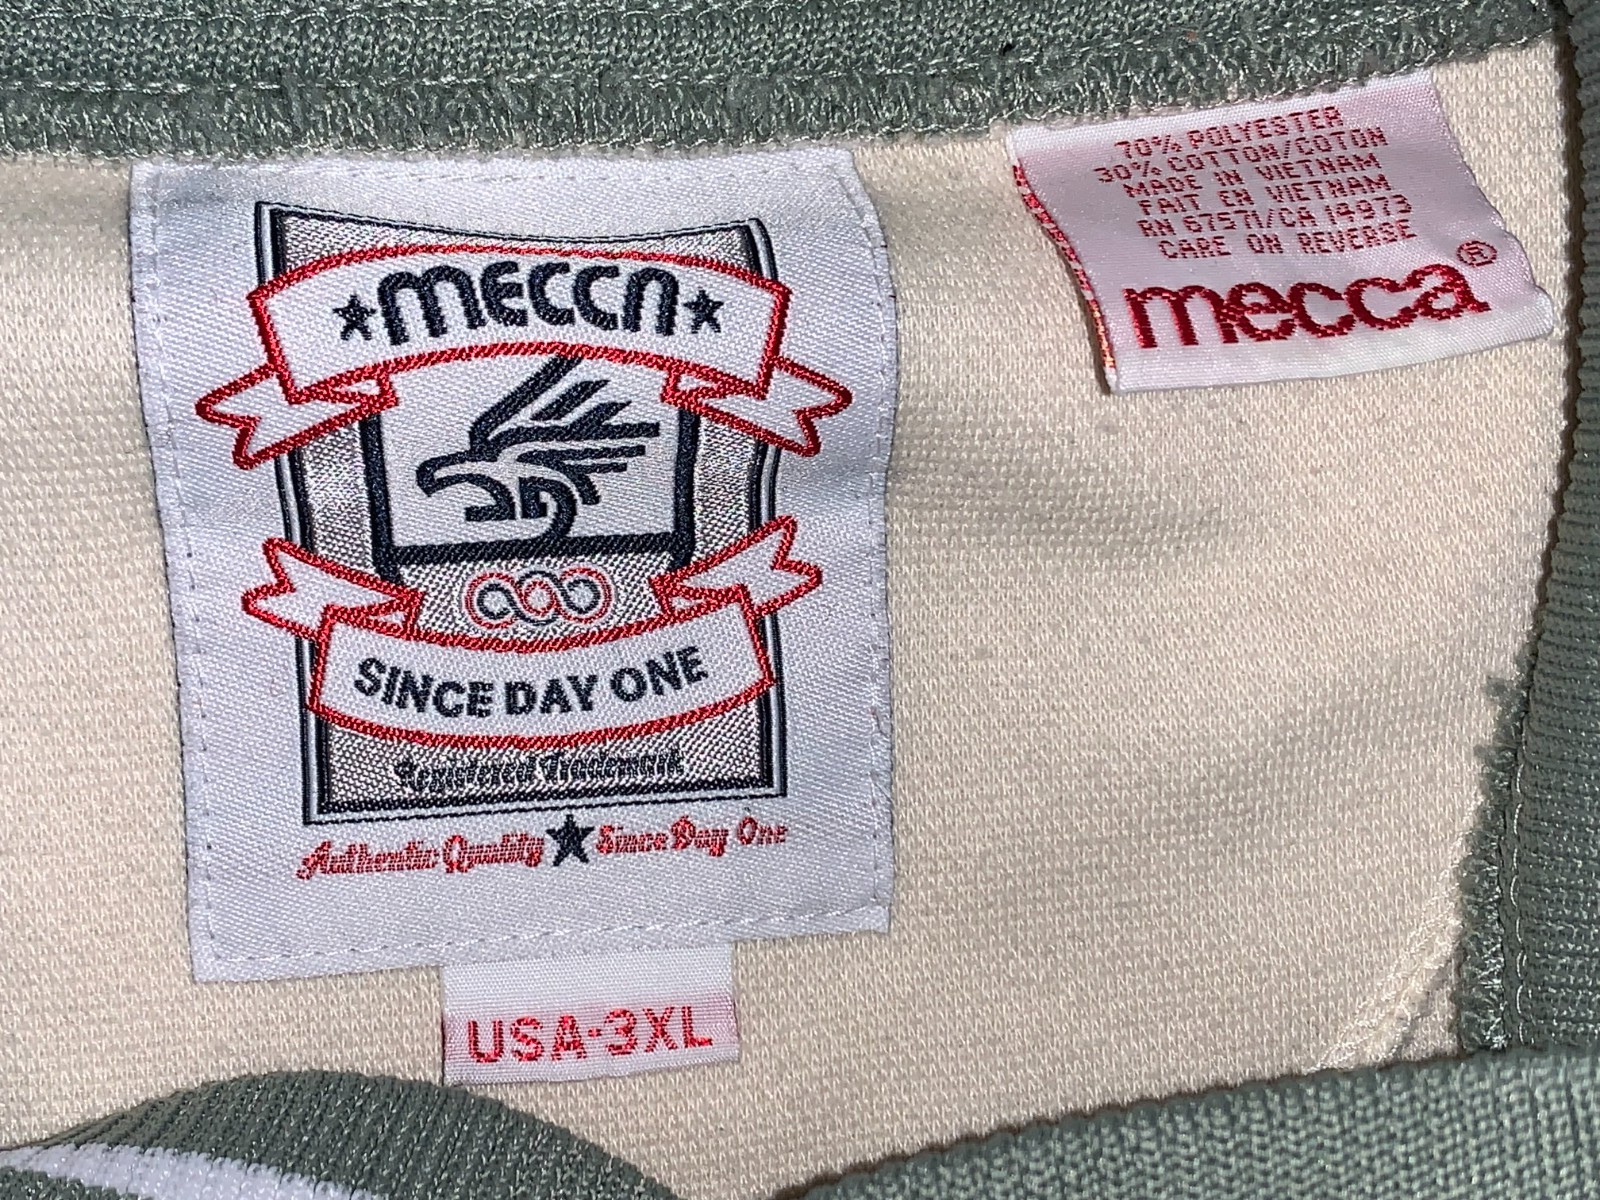 MECCA
SINCE DAY ONE
Registered Trademark
Authentic Quality ★ Since Day One
USA-3XL
70% POLYESTER
30% COTTON/COTON
MADE IN VIETNAM
FAIT EN VIETNAM
RN 67571/CA 14973
CARE ON REVERSE
mecca®